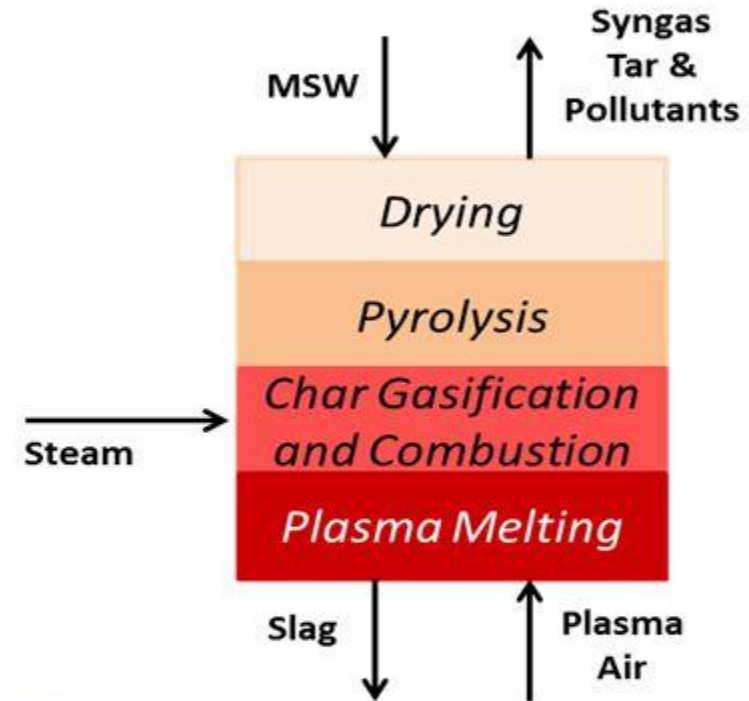 Syngas
Tar &
Pollutants
MSW
Drying
Pyrolysis
Char Gasification
and Combustion
Steam
Plasma Melting
Slag
Plasma
Air